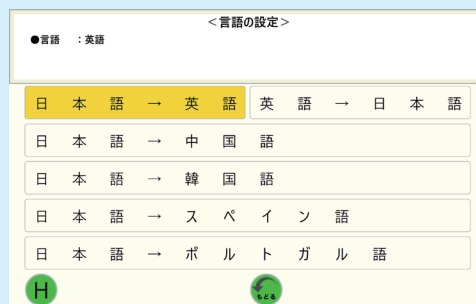 <言語の設定>
●言語　：英語
日本語→英語　英語→日本語
日本語→中国語
日本語→韓国語
日本語→スペイン語
日本語→ポルトガル語
H　もどる